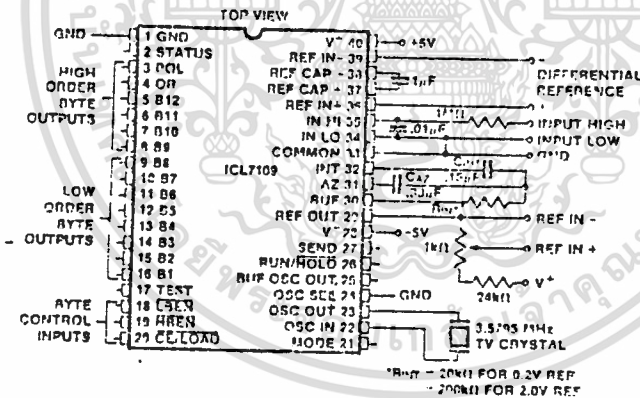 TOP VIEW
GND
1 GND
2 STATUS
3 POL
4 OR
5 B12
6 B11
7 B10
8 B9
9 B8
10 B7
11 B6
12 B5
13 B4
14 B3
15 B2
16 B1
17 TEST
18 LBEN
19 HBEN
20 CE/LOAD
HIGH
ORDER
BYTE
OUTPUTS
LOW
ORDER
BYTE
OUTPUTS
BYTE
CONTROL
INPUTS
ICL7109
V+ 40
REF IN- 39
REF CAP - 38
REF CAP + 37
REF IN+ 36
IN HI 35
IN LO 34
COMMON 33
INT 32
AZ 31
BUF 30
REF OUT 29
V- 28
SEND 27
RUN/HOLD 26
BUF OSC OUT 25
OSC SEL 24
OSC OUT 23
OSC IN 22
MODE 21
+5V
1µF
-
DIFFERENTIAL
REFERENCE
+
1MΩ
.01µF
INPUT HIGH
INPUT LOW
GND
.15µF
REF IN -
-5V
1kΩ
REF IN +
24kΩ
V+
GND
3.5795 MHz
TV CRYSTAL
= 20kΩ FOR 0.2V REF
= 200kΩ FOR 2.0V REF